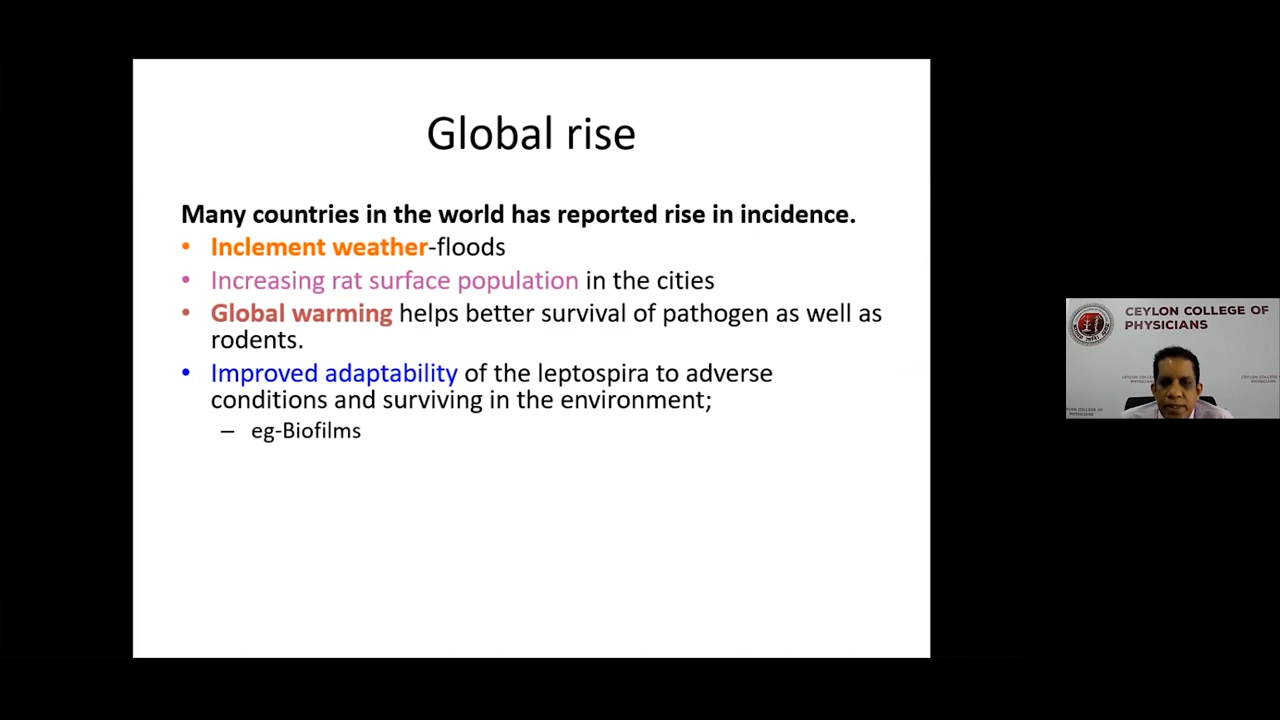 Global rise
Many countries in the world has reported rise in incidence.
• Inclement weather-floods
• Increasing rat surface population in the cities
• Global warming helps better survival of pathogen as well as
rodents.
• Improved adaptability of the leptospira to adverse
conditions and surviving in the environment;
– eg-Biofilms
CEYLON COLLEGE OF
PHYSICIANS